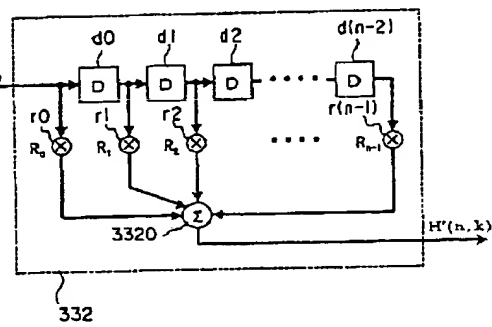 d0 d1 d2 d(n-2)
D D D D
r0 r1 r2 r(n-1)
R₀ R₁ R₂ Rₙ₋₁
Σ
3320
H'(n,k)
332